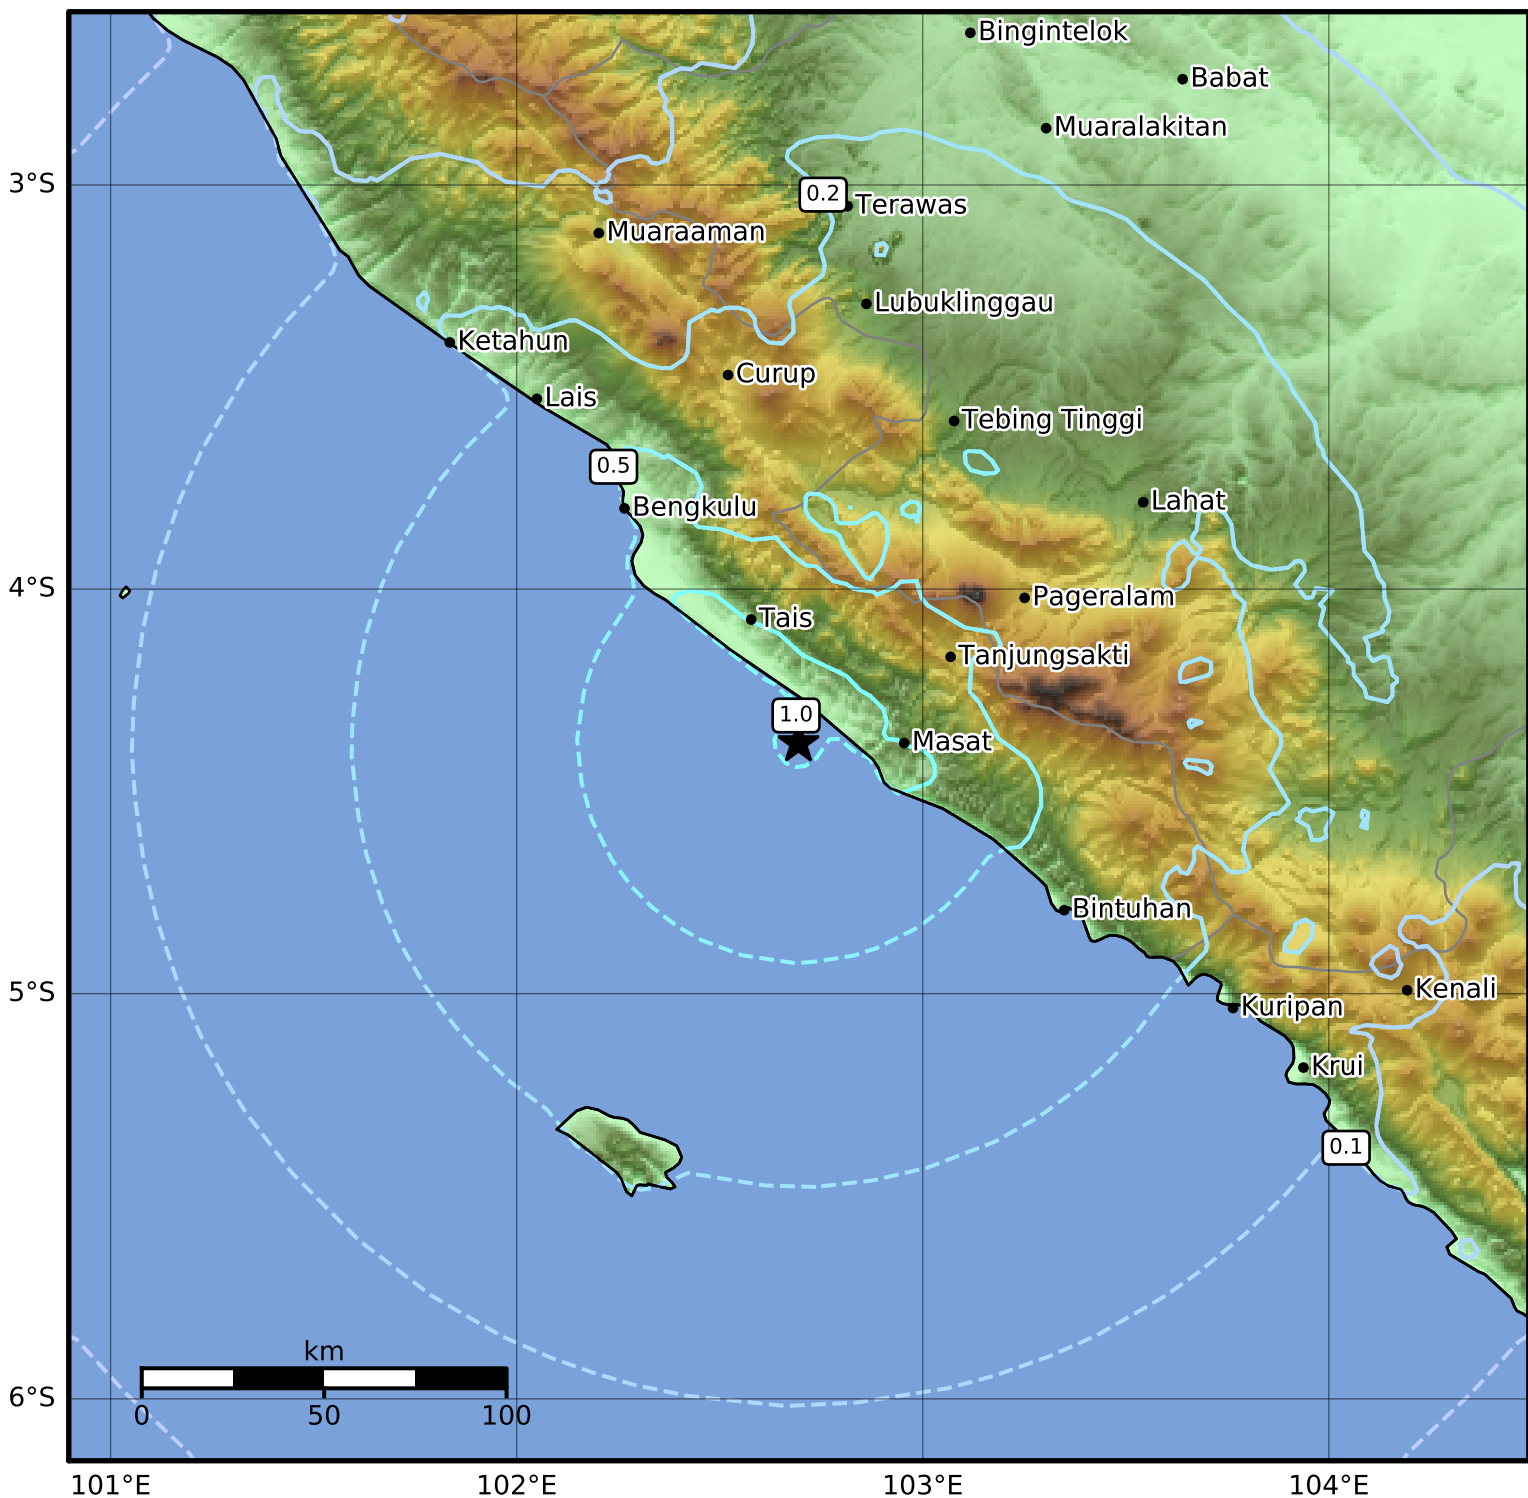 Bingintelok
Babat
Muaralakitan
3°S
0.2
Terawas
Muaraaman
Lubuklinggau
Ketahun
Curup
Lais
Tebing Tinggi
0.5
Bengkulu
Lahat
4°S
Pageralam
Tais
Tanjungsakti
1.0
Masat
Bintuhan
5°S
Kenali
Kuripan
Krui
0.1
km
0 50 100
6°S
101°E 102°E 103°E 104°E